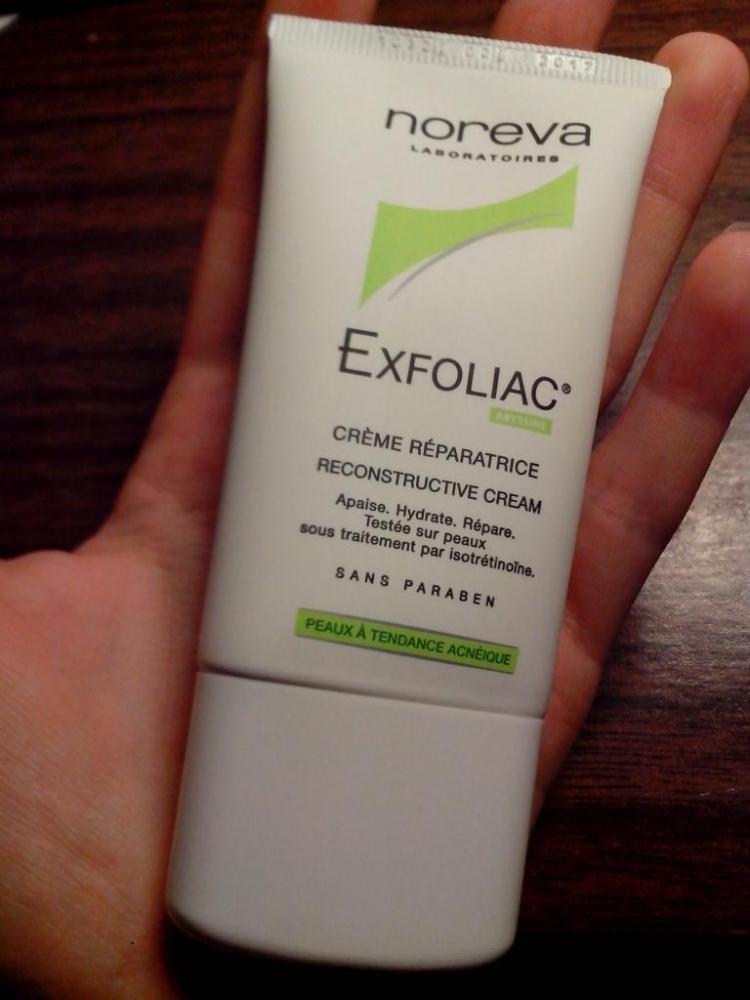 noreva
LABORATOIRES
EXFOLIAC®
ABYSSINE
CRÈME RÉPARATRICE
RECONSTRUCTIVE CREAM
Apaise. Hydrate. Répare.
Testée sur peaux
sous traitement par isotrétinoïne.
SANS PARABEN
PEAUX À TENDANCE ACNÉIQUE